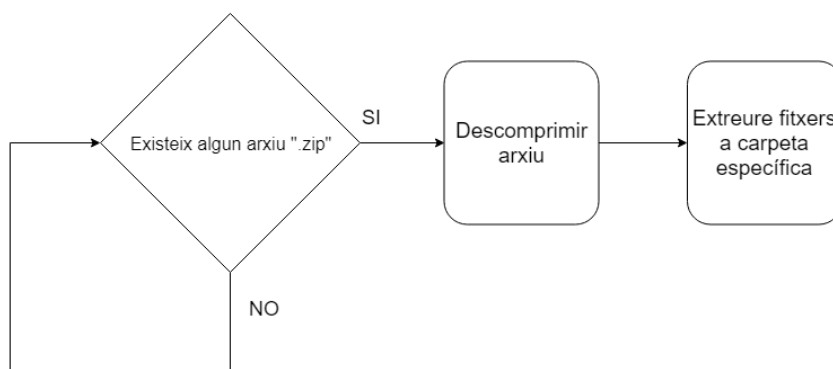 Existeix algun arxiu ".zip"
SI
Descomprimir
arxiu
Extreure fitxers
a carpeta
específica
NO